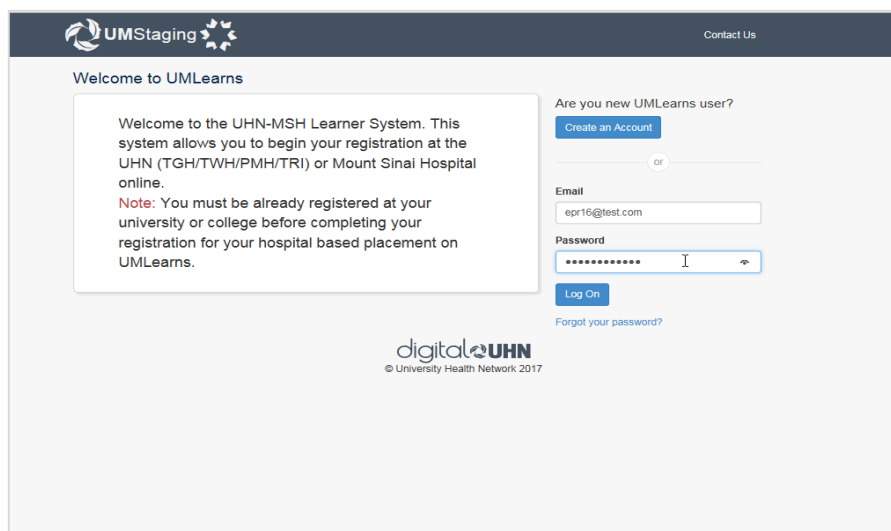 UMStaging
Contact Us
Welcome to UMLearns
Welcome to the UHN-MSH Learner System. This
system allows you to begin your registration at the
UHN (TGH/TWH/PMH/TRI) or Mount Sinai Hospital
online.
Note: You must be already registered at your
university or college before completing your
registration for your hospital based placement on
UMLearns.
Are you new UMLearns user?
Create an Account
or
Email
epr16@test.com
Password
••••••••••••
Log On
Forgot your password?
digital UHN
© University Health Network 2017